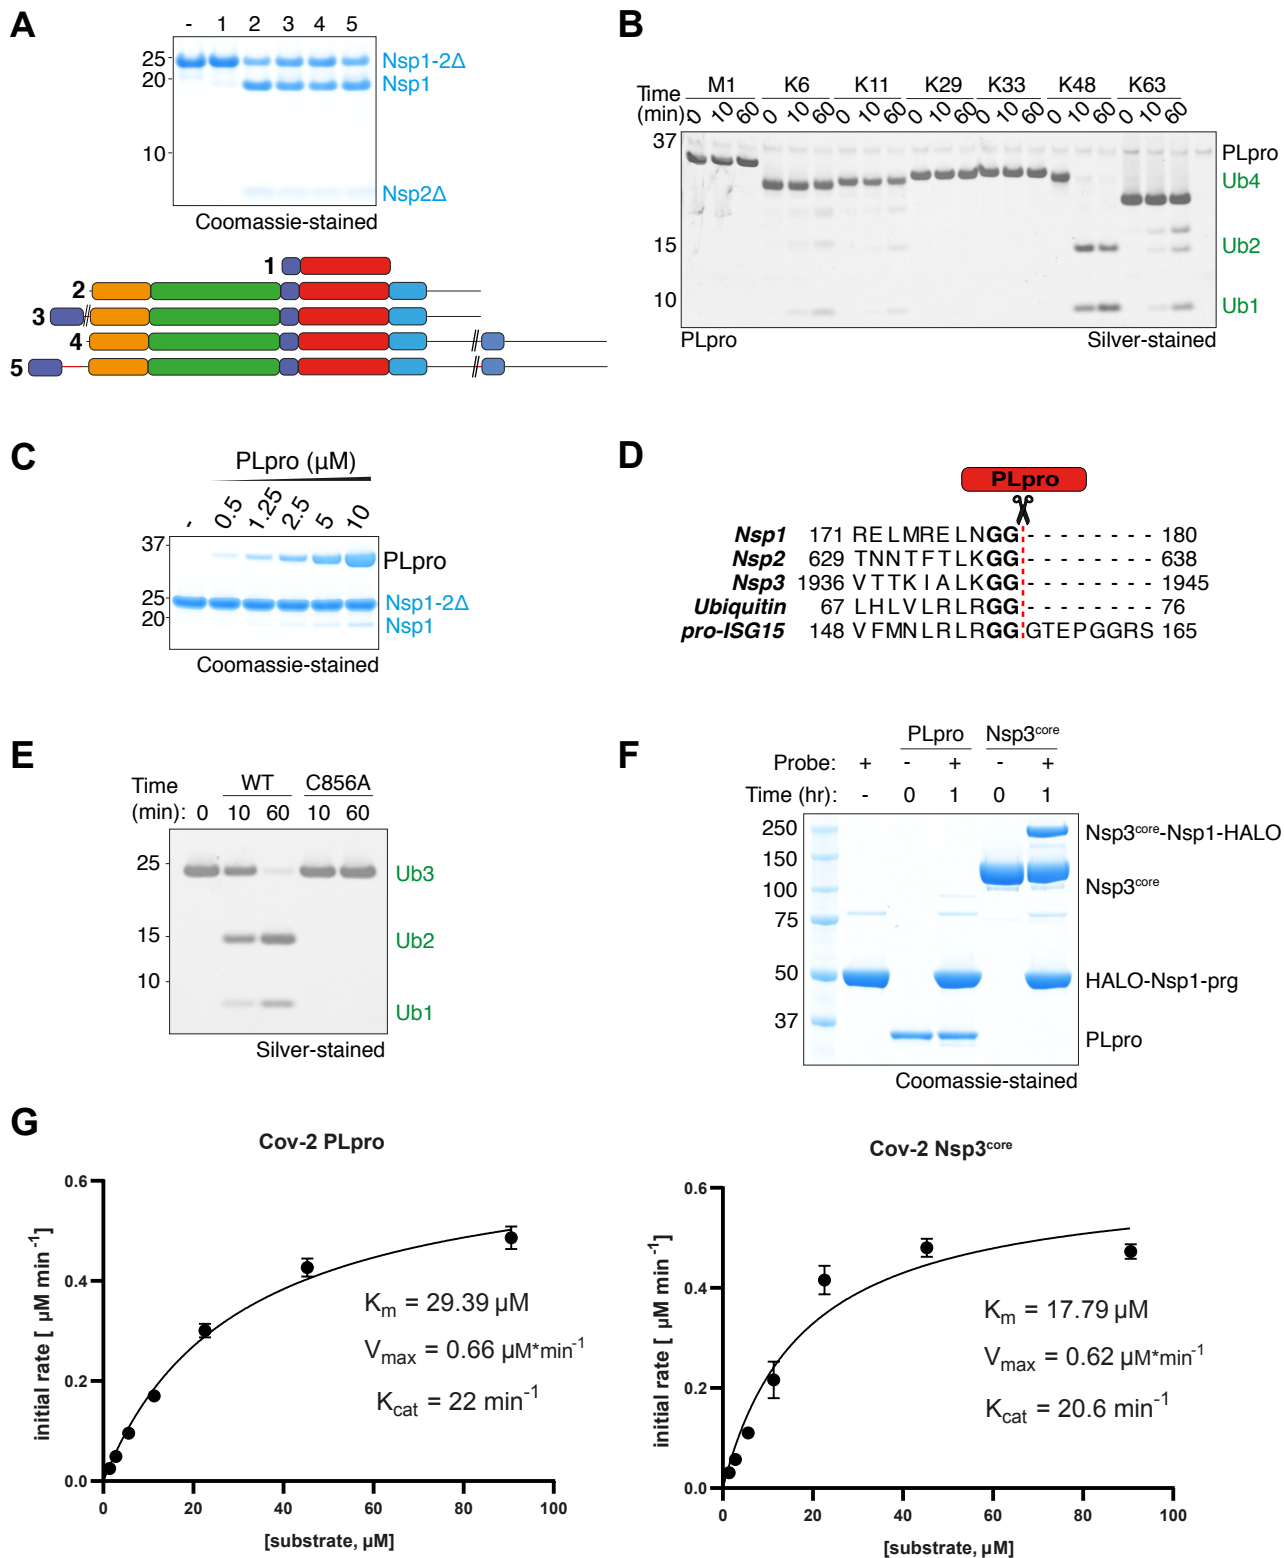 A
- 1 2 3 4 5
25
20
10
Nsp1-2Δ
Nsp1
Nsp2Δ
Coomassie-stained
1
2
3
4
5
B
M1 K6 K11 K29 K33 K48 K63
Time
(min):
0 10 60 0 10 60 0 10 60 0 10 60 0 10 60 0 10 60 0 10 60
37
15
10
PLpro
Ub4
Ub2
Ub1
PLpro Silver-stained
C
PLpro (µM)
- 0.5 1.25 2.5 5 10
37
25
20
PLpro
Nsp1-2Δ
Nsp1
Coomassie-stained
D
PLpro
Nsp1 171 RELMRELNGG-------- 180
Nsp2 629 TNNTFTLKGG-------- 638
Nsp3 1936 VTTKIALKGG-------- 1945
Ubiquitin 67 LHLVLRLRGG-------- 76
pro-ISG15 148 VFMNLRLRGGGTEPGGRS 165
E
Time WT C856A
(min): 0 10 60 10 60
25
15
10
Ub3
Ub2
Ub1
Silver-stained
F
PLpro Nsp3core
Probe: + - + - +
Time (hr): - 0 1 0 1
250
150
100
75
50
37
Nsp3core-Nsp1-HALO
Nsp3core
HALO-Nsp1-prg
PLpro
Coomassie-stained
G
Cov-2 PLpro
initial rate [ µM min -1 ]
0.6
0.4
0.2
0.0
Km = 29.39 µM
Vmax = 0.66 µM*min-1
Kcat = 22 min-1
0 20 40 60 80 100
[substrate, µM]
Cov-2 Nsp3core
initial rate [ µM min -1 ]
0.6
0.4
0.2
0.0
Km = 17.79 µM
Vmax = 0.62 µM*min-1
Kcat = 20.6 min-1
0 20 40 60 80 100
[substrate, µM]